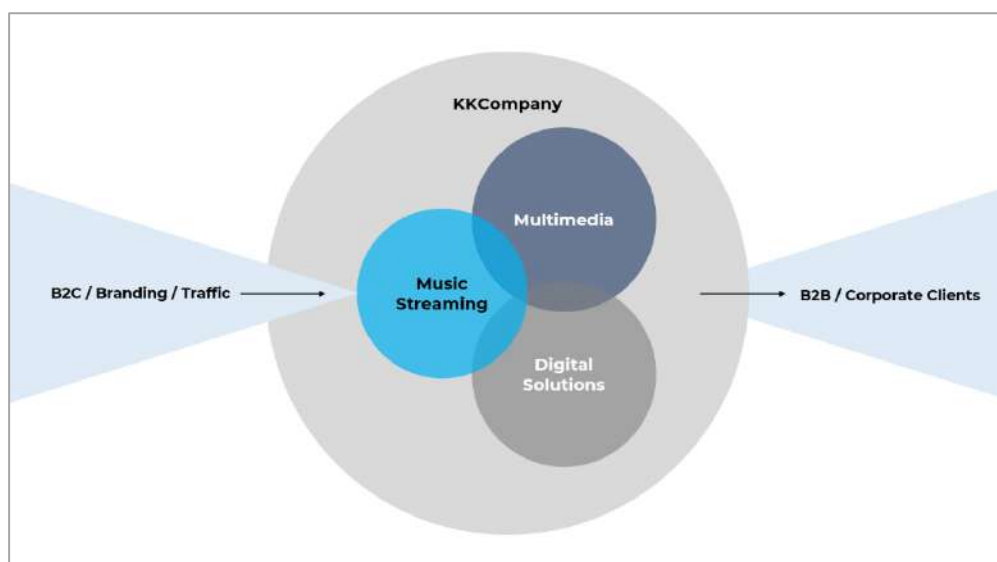 KKCompany
Multimedia
Music
Streaming
B2C / Branding / Traffic
B2B / Corporate Clients
Digital
Solutions